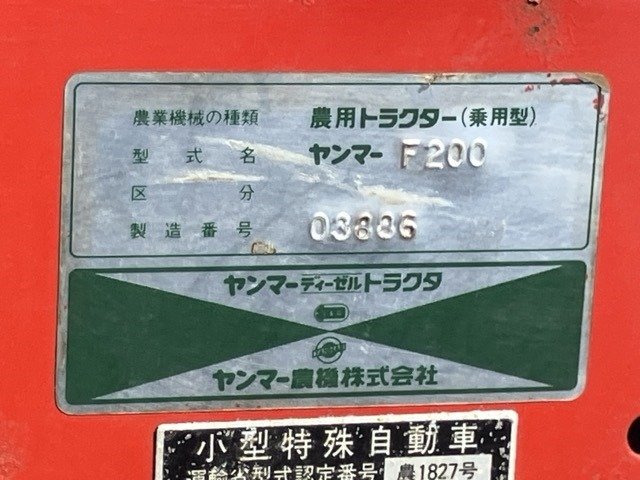 農業機械の種類 農用トラクター(乗用型)
型式名 ヤンマー F200
区分
製造番号 03886
ヤンマーディーゼルトラクタ
ヤンマー農機株式会社
小型特殊自動車
運輸省型式認定番号 農1827号